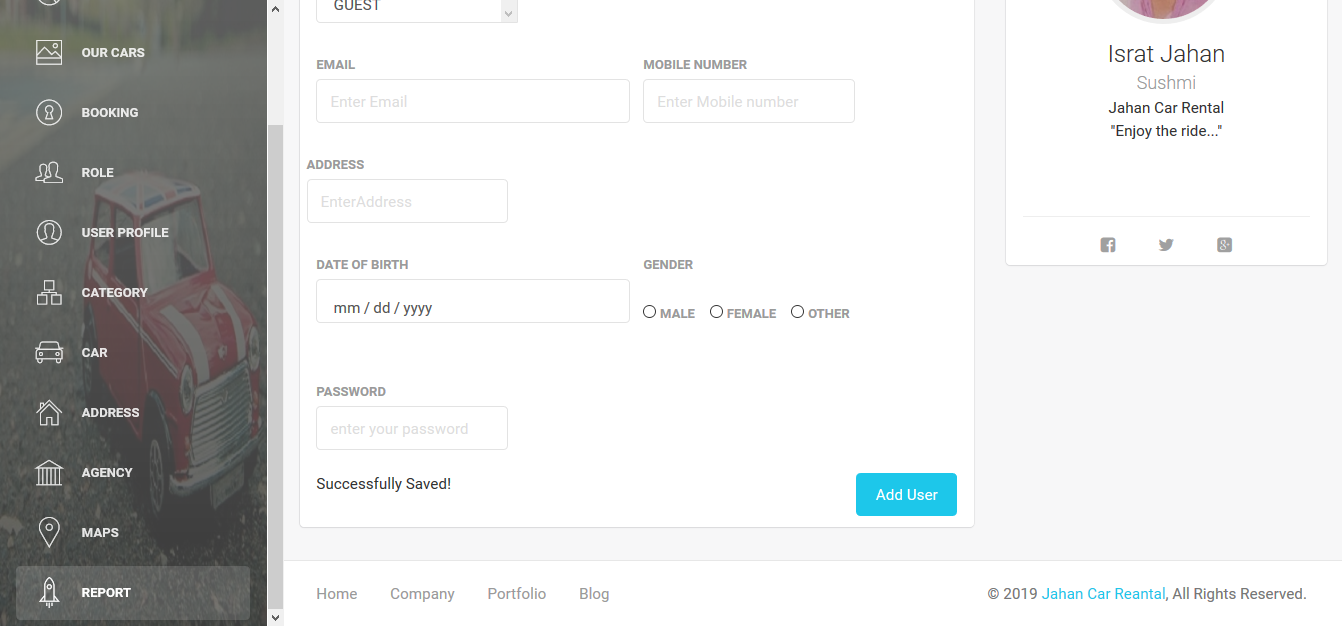 OUR CARS
BOOKING
ROLE
USER PROFILE
CATEGORY
CAR
ADDRESS
AGENCY
MAPS
REPORT
GUEST
EMAIL
MOBILE NUMBER
Enter Email
Enter Mobile number
ADDRESS
EnterAddress
DATE OF BIRTH
GENDER
mm / dd / yyyy
MALE
FEMALE
OTHER
PASSWORD
enter your password
Successfully Saved!
Add User
Israt Jahan
Sushmi
Jahan Car Rental
"Enjoy the ride..."
Home
Company
Portfolio
Blog
© 2019 Jahan Car Reantal, All Rights Reserved.